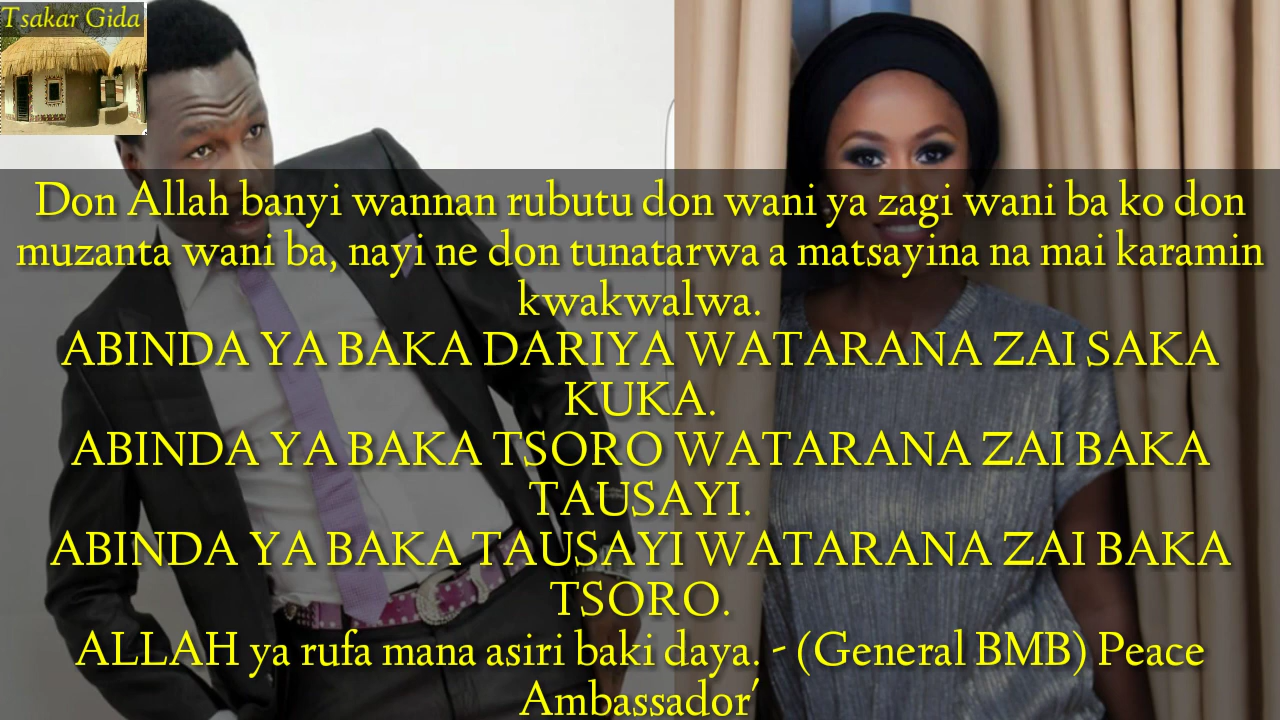 Tsakar Gida
Don Allah banyi wannan rubutu don wani ya zagi wani ba ko don
muzanta wani ba, nayi ne don tunatarwa a matsayina na mai karamin
kwakwalwa.
ABINDA YA BAKA DARIYA WATARANA ZAI SAKA
KUKA.
ABINDA YA BAKA TSORO WATARANA ZAI BAKA
TAUSAYI.
ABINDA YA BAKA TAUSAYI WATARANA ZAI BAKA
TSORO.
ALLAH ya rufa mana asiri baki daya. - (General BMB) Peace
Ambassador'